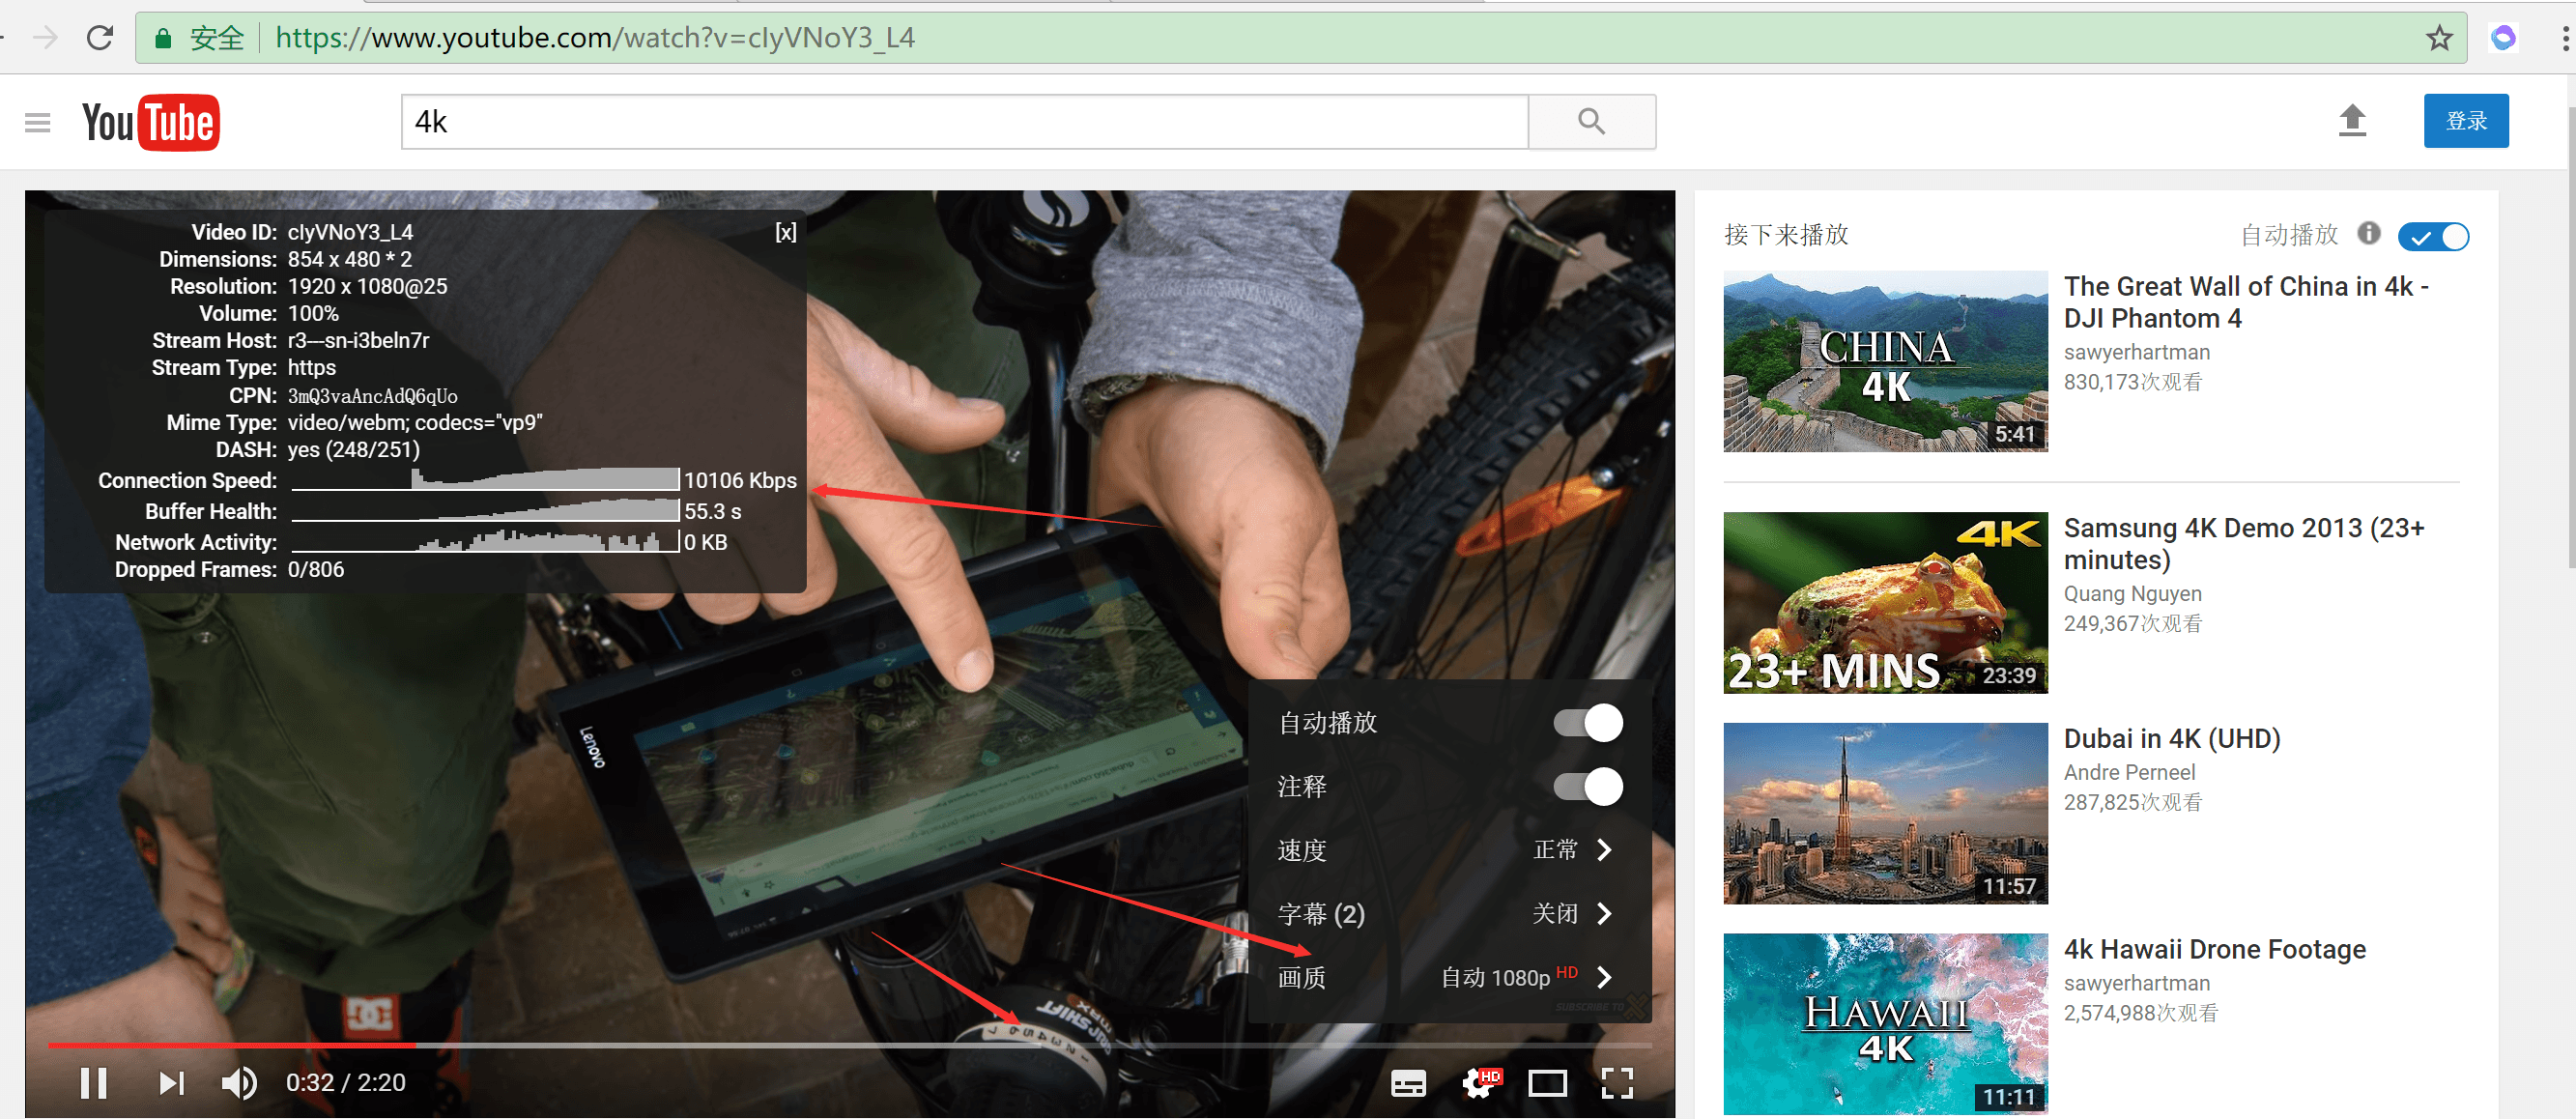 安全 https://www.youtube.com/watch?v=cIyVNoY3_L4
YouTube
4k
登录
Video ID: cIyVNoY3_L4
[x]
Dimensions: 854 x 480 * 2
Resolution: 1920 x 1080@25
Volume: 100%
Stream Host: r3---sn-i3beln7r
Stream Type: https
CPN: 3mQ3vaAncAdQ6qUo
Mime Type: video/webm; codecs="vp9"
DASH: yes (248/251)
Connection Speed: 10106 Kbps
Buffer Health: 55.3 s
Network Activity: 0 KB
Dropped Frames: 0/806
Lenovo
自动播放
注释
速度 正常
字幕 (2) 关闭
画质 自动 1080p HD
SUBSCRIBE TO
0:32 / 2:20
HD
接下来播放
自动播放
CHINA
4K
5:41
The Great Wall of China in 4k -
DJI Phantom 4
sawyerhartman
830,173次观看
4K
23+ MINS
23:39
Samsung 4K Demo 2013 (23+
minutes)
Quang Nguyen
249,367次观看
11:57
Dubai in 4K (UHD)
Andre Perneel
287,825次观看
HAWAII
4K
11:11
4k Hawaii Drone Footage
sawyerhartman
2,574,988次观看